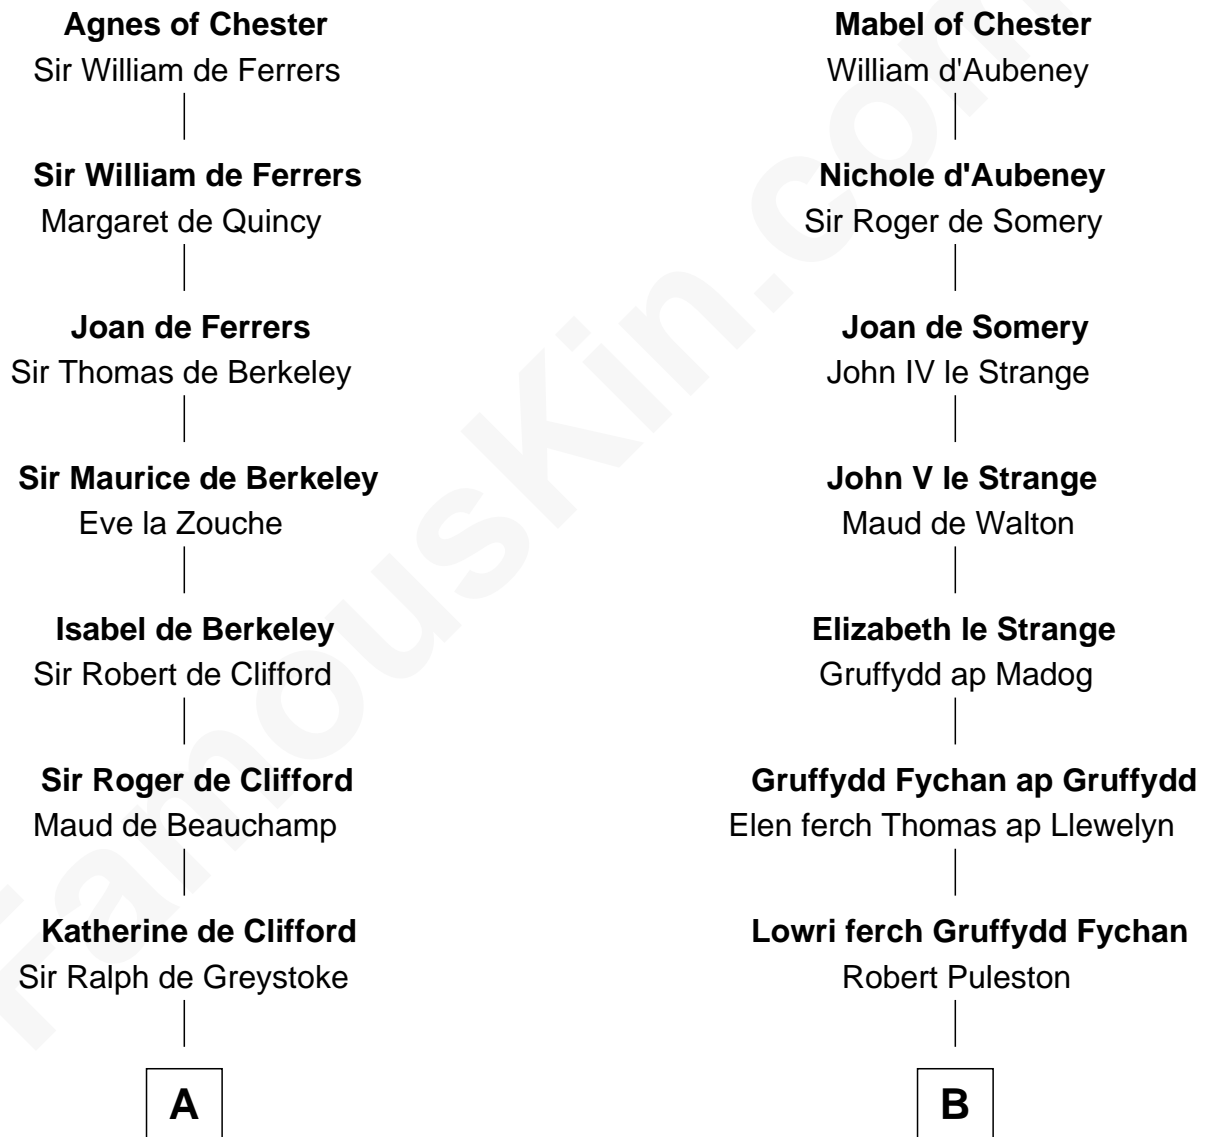 Agnes of Chester
Sir William de Ferrers
Sir William de Ferrers
Margaret de Quincy
Joan de Ferrers
Sir Thomas de Berkeley
Sir Maurice de Berkeley
Eve la Zouche
Isabel de Berkeley
Sir Robert de Clifford
Sir Roger de Clifford
Maud de Beauchamp
Katherine de Clifford
Sir Ralph de Greystoke
A
Mabel of Chester
William d'Aubeney
Nichole d'Aubeney
Sir Roger de Somery
Joan de Somery
John IV le Strange
John V le Strange
Maud de Walton
Elizabeth le Strange
Gruffydd ap Madog
Gruffydd Fychan ap Gruffydd
Elen ferch Thomas ap Llewelyn
Lowri ferch Gruffydd Fychan
Robert Puleston
B
FamousKin.com